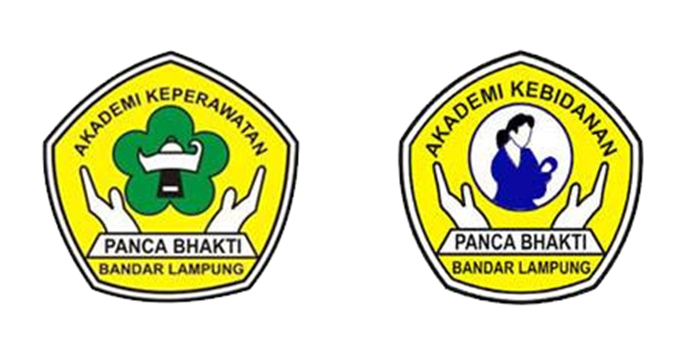 AKADEMI KEPERAWATAN
PANCA BHAKTI
BANDAR LAMPUNG
AKADEMI KEBIDANAN
PANCA BHAKTI
BANDAR LAMPUNG